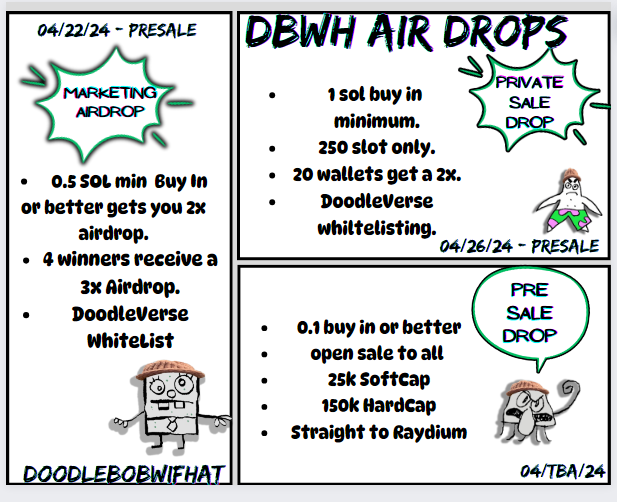 04/22/24 - PRESALE
MARKETING
AIRDROP
• 0.5 SOL min Buy In
or better gets you 2x
airdrop.
• 4 winners receive a
3x Airdrop.
• DoodleVerse
WhiteList
DOODLEBOBWIFHAT
DBWH AIR DROPS
PRIVATE
SALE
DROP
• 1 sol buy in
minimum.
• 250 slot only.
• 20 wallets get a 2x.
• DoodleVerse
whiltelisting.
04/26/24 - PRESALE
PRE
SALE
DROP
• 0.1 buy in or better
• open sale to all
• 25k SoftCap
• 150k HardCap
• Straight to Raydium
04/TBA/24